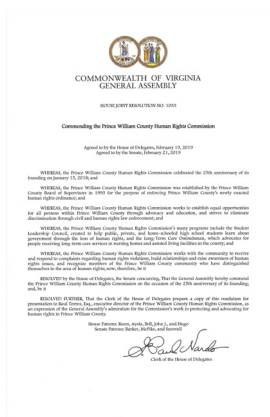 COMMONWEALTH OF VIRGINIA
GENERAL ASSEMBLY
HOUSE JOINT RESOLUTION NO. 1053
Commending the Prince William County Human Rights Commission
Agreed to by the House of Delegates, February 19, 2019
Agreed to by the Senate, February 21, 2019
WHEREAS, the Prince William County Human Rights Commission celebrated the 25th anniversary of its
founding on January 15, 2018; and
WHEREAS, the Prince William County Human Rights Commission was established by the Prince William
County Board of Supervisors in 1993 for the purpose of enforcing Prince William County's newly enacted
human rights ordinance; and
WHEREAS, the Prince William County Human Rights Commission works to establish equal opportunities
for all persons within Prince William County through advocacy and education, and strives to eliminate
discrimination through civil and human rights law enforcement; and
WHEREAS, the Prince William County Human Rights Commission's many programs include the Student
Leadership Council, created to help public, private, and home-schooled high school students learn about
government through the lens of human rights, and the Long-Term Care Ombudsman, which advocates for
people receiving long-term care services or nursing homes and assisted living facilities in the county; and
WHEREAS, the Prince William County Human Rights Commission works with the community to receive
and respond to complaints regarding human rights violations, build relationships and raise awareness of human
rights issues, and recognize members of the Prince William County community who have distinguished
themselves in the area of human rights; now, therefore, be it
RESOLVED by the House of Delegates, the Senate concurring, That the General Assembly hereby commend
the Prince William County Human Rights Commission on the occasion of the 25th anniversary of its founding;
and, be it
RESOLVED FURTHER, That the Clerk of the House of Delegates prepare a copy of this resolution for
presentation to Raul Torres, Esq., executive director of the Prince William County Human Rights Commission, as
an expression of the General Assembly's admiration for the Commission's work in protecting and advocating for
human rights in Prince William County.
House Patrons: Roem, Ayala, Bell, John J., and Hugo
Senate Patrons: Barker, McPike, and Surovell
Clerk of the House of Delegates